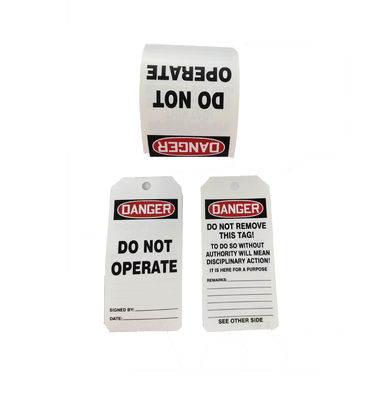 OPERATE
DO NOT
DANGER
DANGER
DO NOT
OPERATE
SIGNED BY:
DATE:
DANGER
DO NOT REMOVE
THIS TAG!
TO DO SO WITHOUT
AUTHORITY WILL MEAN
DISCIPLINARY ACTION!
IT IS HERE FOR A PURPOSE
REMARKS:
SEE OTHER SIDE